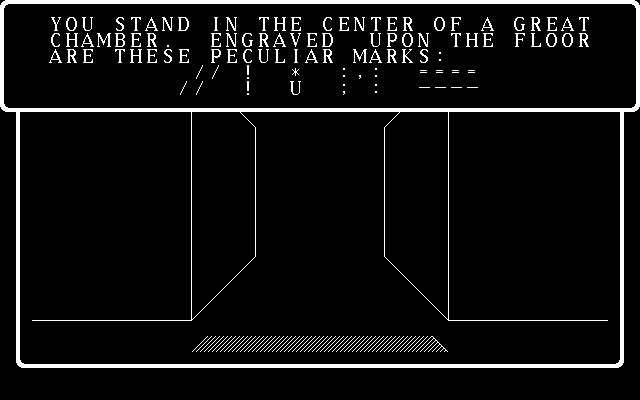 YOU STAND IN THE CENTER OF A GREAT
CHAMBER. ENGRAVED UPON THE FLOOR
ARE THESE PECULIAR MARKS:
// ! * :,: ====
// ! U ; : ----